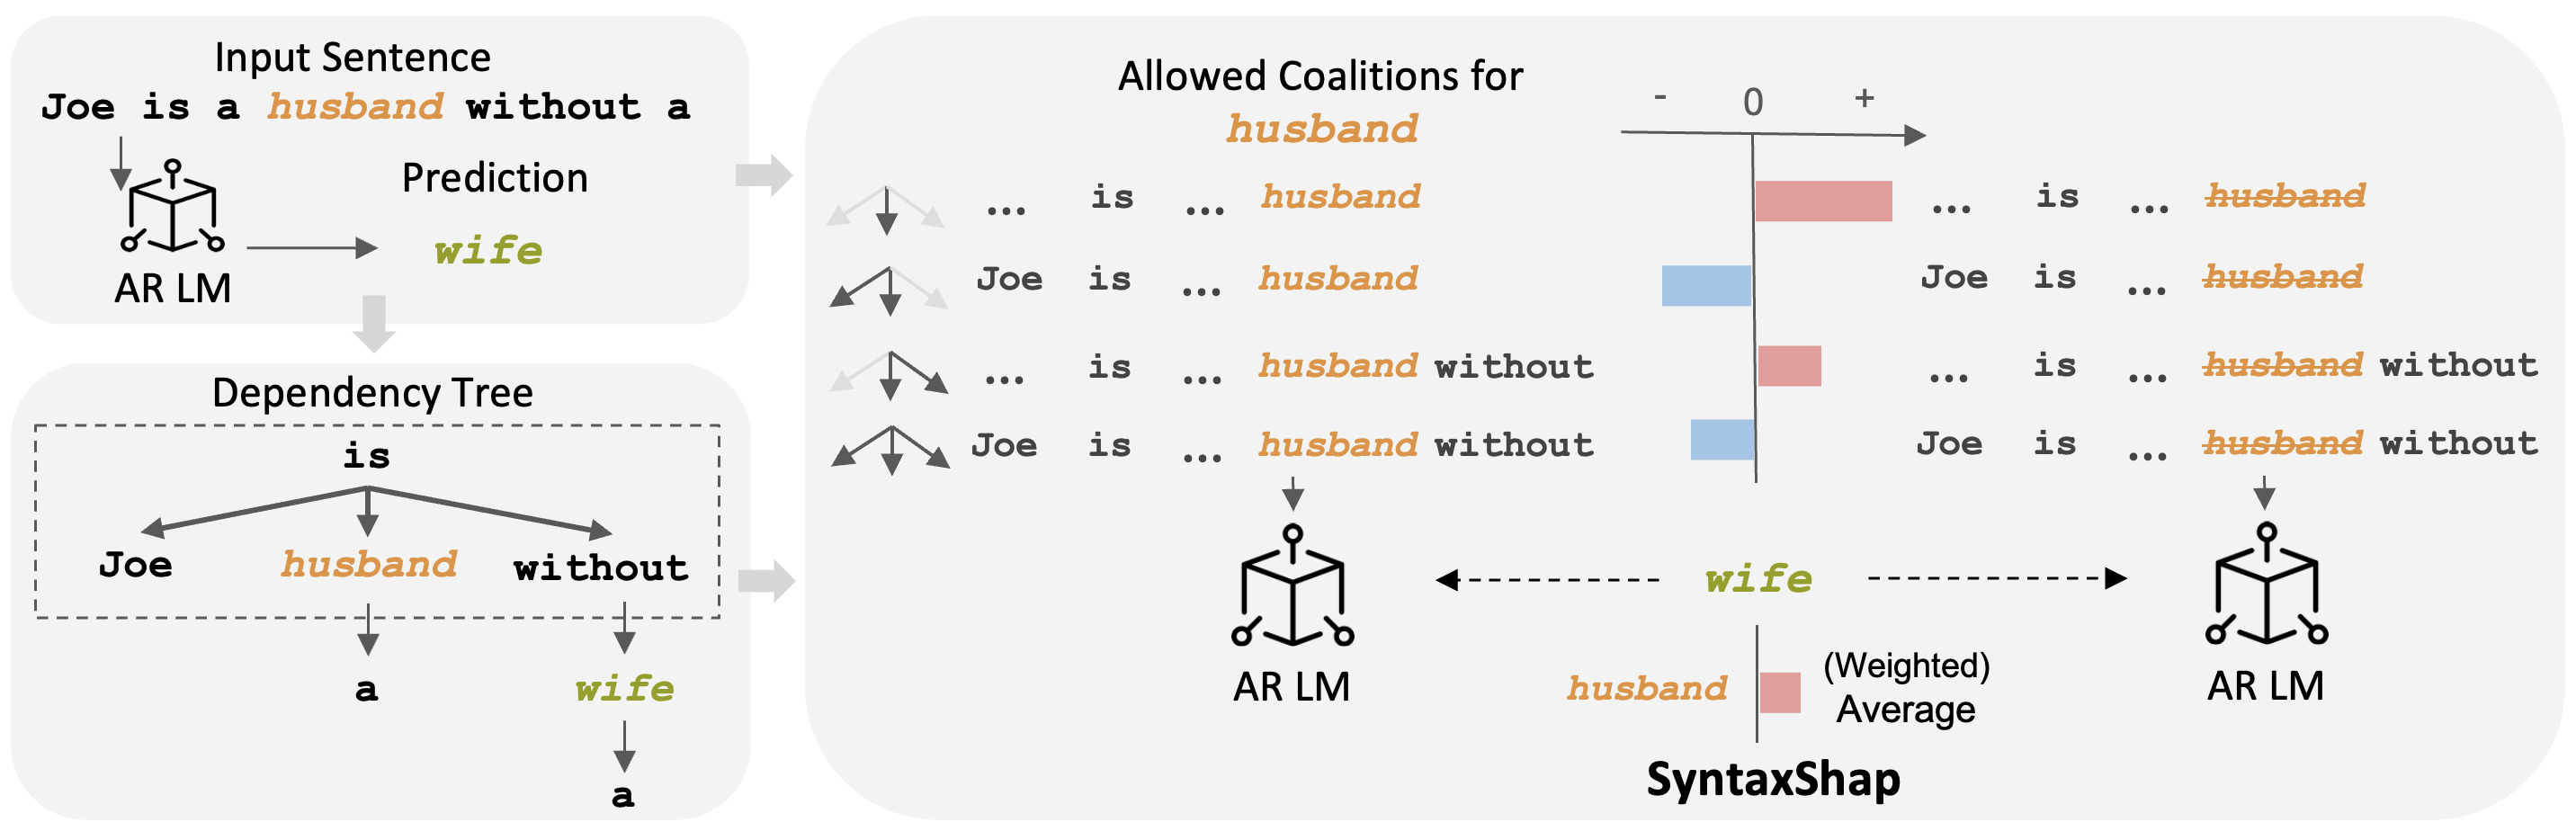 Input Sentence
Joe is a husband without a
Prediction
wife
AR LM
Dependency Tree
is
Joe husband without
a wife
a
Allowed Coalitions for
husband
- 0 +
... is ... husband ... is ... husband
Joe is ... husband Joe is ... husband
... is ... husband without ... is ... husband without
Joe is ... husband without Joe is ... husband without
wife
AR LM AR LM
husband (Weighted)
Average
SyntaxShap